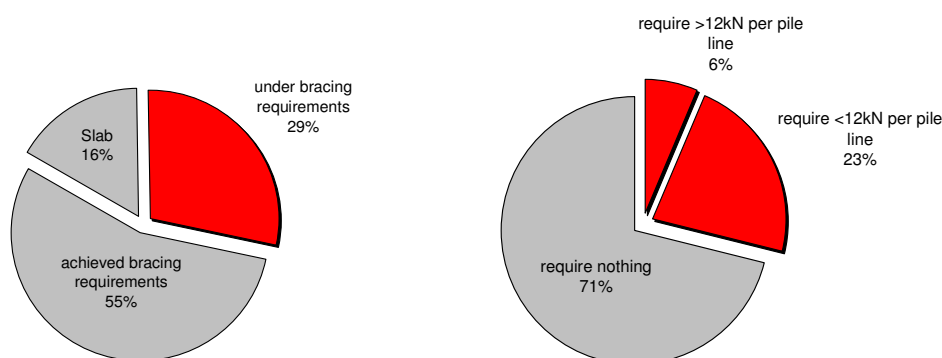 under bracing
requirements
29%
Slab
16%
achieved bracing
requirements
55%
require >12kN per pile
line
6%
require <12kN per pile
line
23%
require nothing
71%